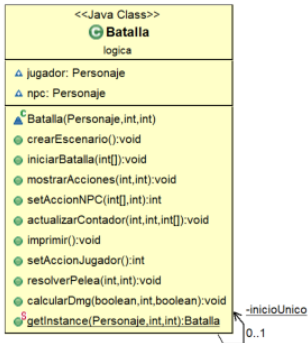 <<Java Class>>
Batalla
logica
jugador: Personaje
npc: Personaje
Batalla(Personaje,int,int)
crearEscenario():void
iniciarBatalla(int[]):void
mostrarAcciones(int,int):void
setAccionNPC(int[],int):int
actualizarContador(int,int,int[]):void
imprimir():void
setAccionJugador():int
resolverPelea(int,int):void
calcularDmg(boolean,int,boolean):void
getInstance(Personaje,int,int):Batalla
-inicioUnico
0..1